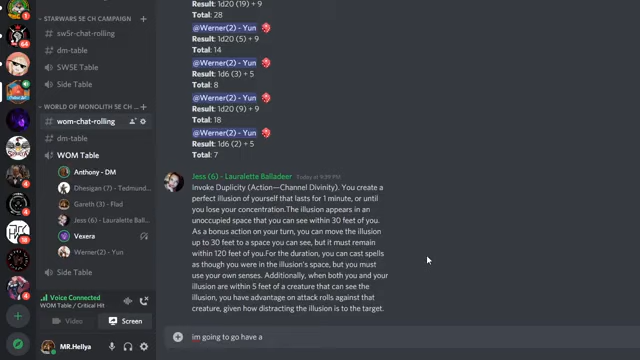 STARWARS SE CH CAMPAIGN
sw5r-chat-rolling
dm-table
SW5E Table
Side Table
WORLD OF MONOLITH SE CH
wom-chat-rolling
dm-table
WOM Table
Anthony - DM
Dhesigan (7) - Tedmund...
Gareth (3) - Flad
Jess (6) - Lauralette Ballad...
Vexera
Werner(2) - Yun
Side Table
Voice Connected
WOM Table / Critical Hit
Video
Screen
MR.Hellya
64
18
Result: 1d20 (19) + 9
Total: 28
@Werner(2) - Yun
Result: 1d20 (5) + 9
Total: 14
@Werner(2) - Yun
Result: 1d6 (3) + 5
Total: 8
@Werner(2) - Yun
Result: 1d20 (9) + 9
Total: 18
@Werner(2) - Yun
Result: 1d6 (2) + 5
Total: 7
Jess (6) - Lauralette Balladeer Today at 9:39 PM
Invoke Duplicity (Action—Channel Divinity). You create a
perfect illusion of yourself that lasts for 1 minute, or until
you lose your concentration.The illusion appears in an
unoccupied space that you can see within 30 feet of you.
As a bonus action on your turn, you can move the illusion
up to 30 feet to a space you can see, but it must remain
within 120 feet of you.For the duration, you can cast spells
as though you were in the illusion's space, but you must
use your own senses. Additionally, when both you and your
illusion are within 5 feet of a creature that can see the
illusion, you have advantage on attack rolls against that
creature, given how distracting the illusion is to the target.
im going to go have a